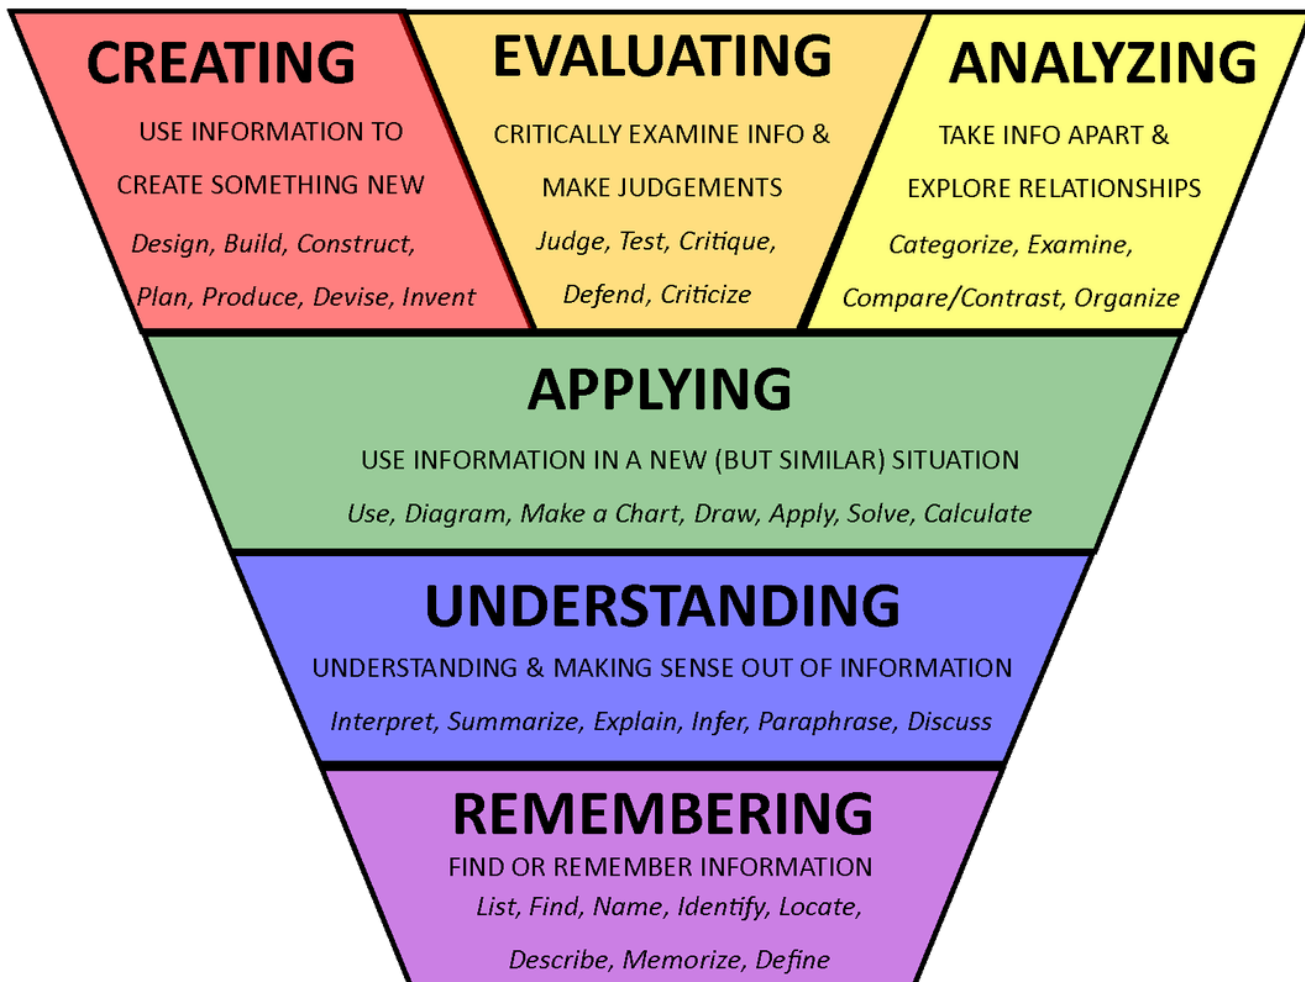 CREATING
USE INFORMATION TO
CREATE SOMETHING NEW
Design, Build, Construct,
Plan, Produce, Devise, Invent
EVALUATING
CRITICALLY EXAMINE INFO &
MAKE JUDGEMENTS
Judge, Test, Critique,
Defend, Criticize
ANALYZING
TAKE INFO APART &
EXPLORE RELATIONSHIPS
Categorize, Examine,
Compare/Contrast, Organize
APPLYING
USE INFORMATION IN A NEW (BUT SIMILAR) SITUATION
Use, Diagram, Make a Chart, Draw, Apply, Solve, Calculate
UNDERSTANDING
UNDERSTANDING & MAKING SENSE OUT OF INFORMATION
Interpret, Summarize, Explain, Infer, Paraphrase, Discuss
REMEMBERING
FIND OR REMEMBER INFORMATION
List, Find, Name, Identify, Locate,
Describe, Memorize, Define